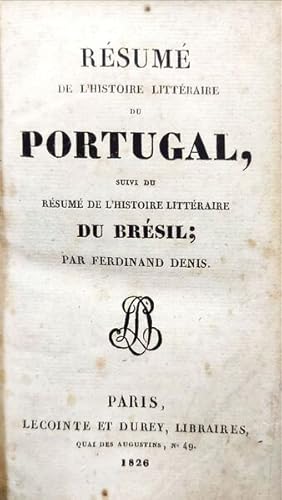 RÉSUMÉ
DE L'HISTOIRE LITTÉRAIRE
DU
PORTUGAL,
SUIVI DU
RÉSUMÉ DE L'HISTOIRE LITTÉRAIRE
DU BRÉSIL;
PAR FERDINAND DENIS.
PARIS,
LECOINTE ET DUREY, LIBRAIRES,
QUAI DES AUGUSTINS, Nº 49.
1826